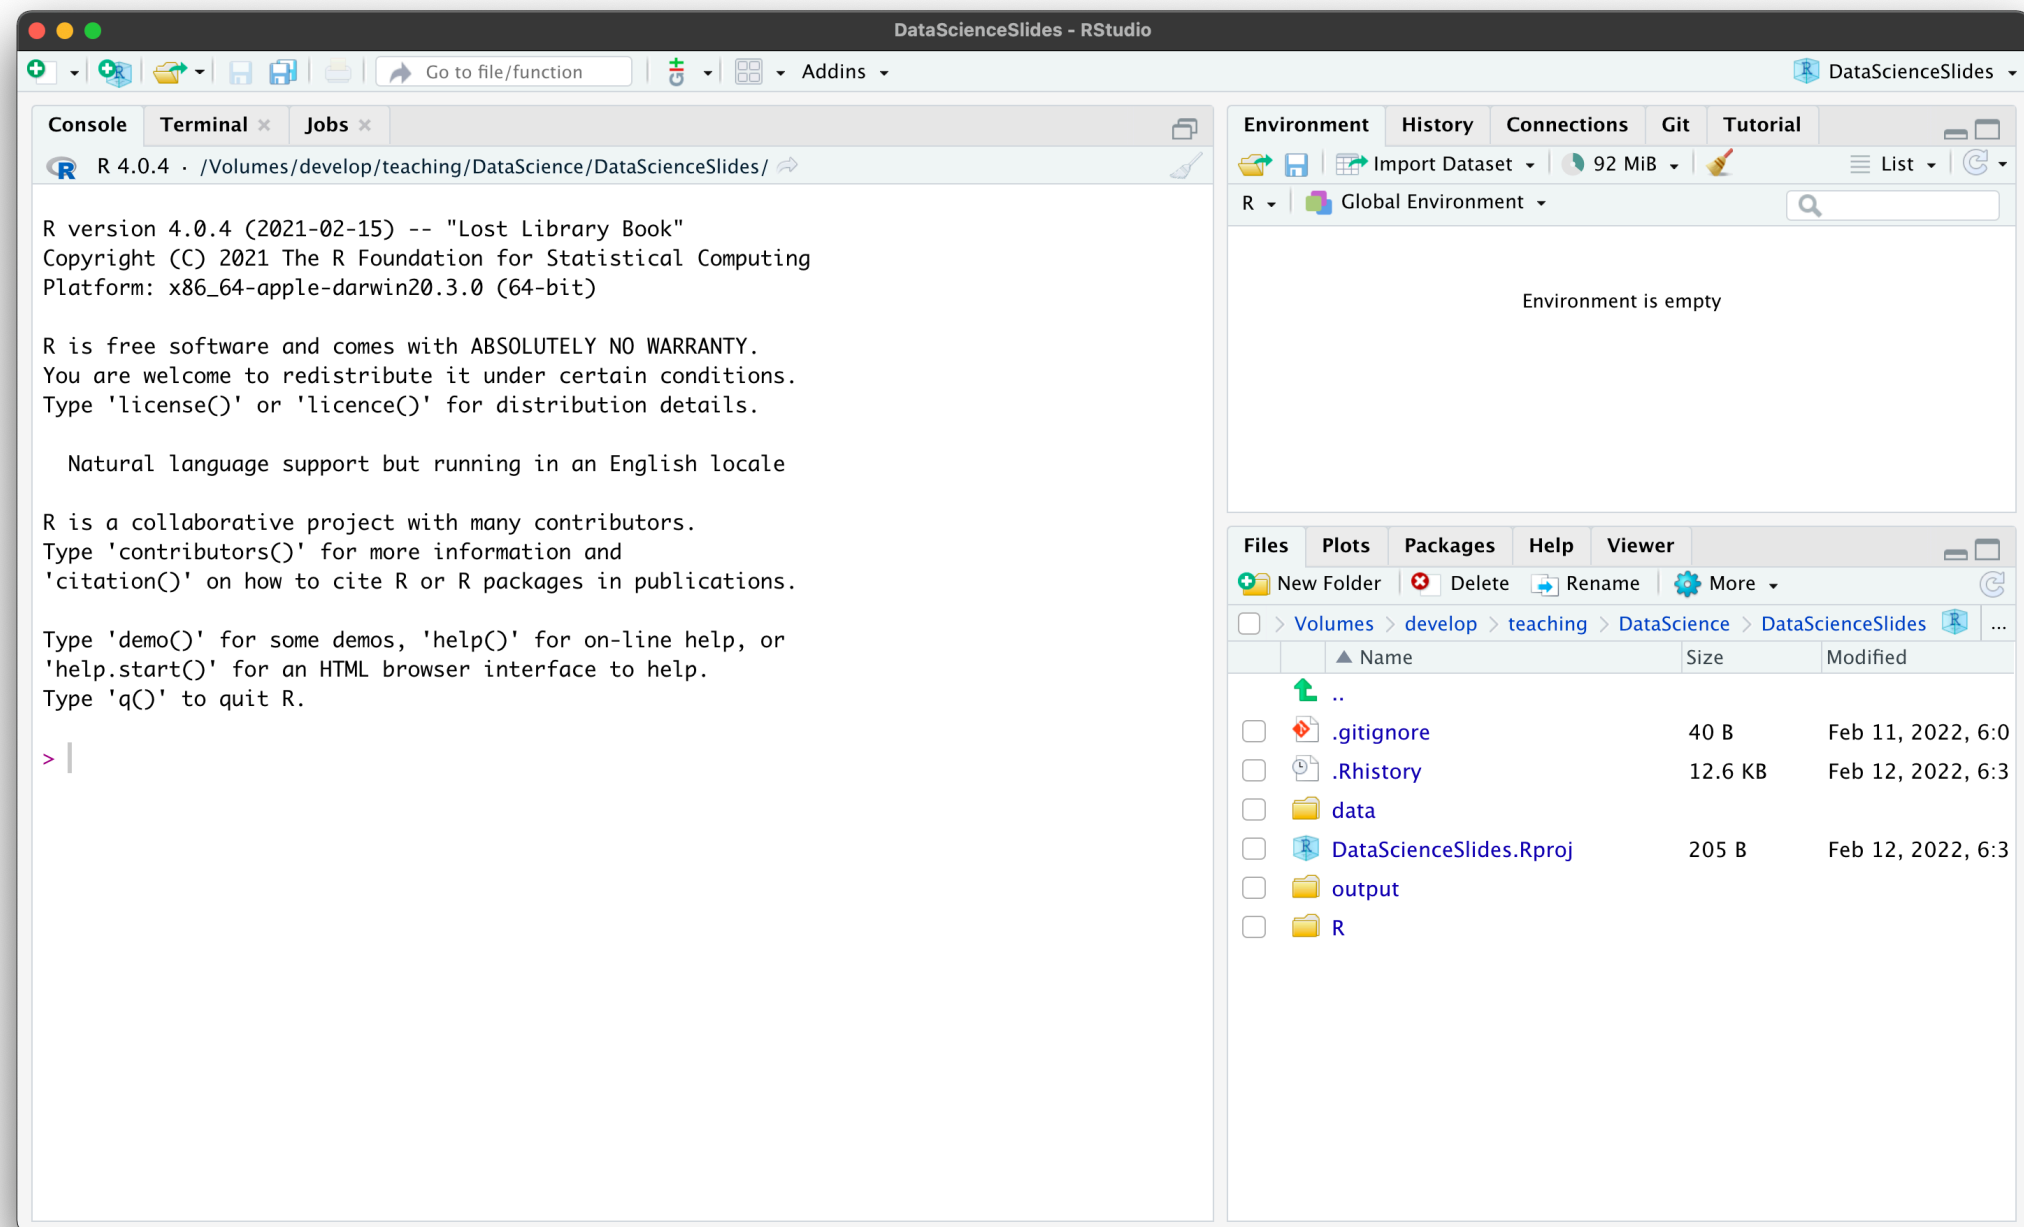 DataScienceSlides - RStudio
Go to file/function
Git
Addins
DataScienceSlides
Console Terminal Jobs
R 4.0.4 · /Volumes/develop/teaching/DataScience/DataScienceSlides/
R version 4.0.4 (2021-02-15) -- "Lost Library Book"
Copyright (C) 2021 The R Foundation for Statistical Computing
Platform: x86_64-apple-darwin20.3.0 (64-bit)
R is free software and comes with ABSOLUTELY NO WARRANTY.
You are welcome to redistribute it under certain conditions.
Type 'license()' or 'licence()' for distribution details.
Natural language support but running in an English locale
R is a collaborative project with many contributors.
Type 'contributors()' for more information and
'citation()' on how to cite R or R packages in publications.
Type 'demo()' for some demos, 'help()' for on-line help, or
'help.start()' for an HTML browser interface to help.
Type 'q()' to quit R.
>
Environment History Connections Git Tutorial
Import Dataset 92 MiB List
R Global Environment
Environment is empty
Files Plots Packages Help Viewer
New Folder Delete Rename More
> Volumes > develop > teaching > DataScience > DataScienceSlides ...
Name Size Modified
..
.gitignore 40 B Feb 11, 2022, 6:0
.Rhistory 12.6 KB Feb 12, 2022, 6:3
data
DataScienceSlides.Rproj 205 B Feb 12, 2022, 6:3
output
R